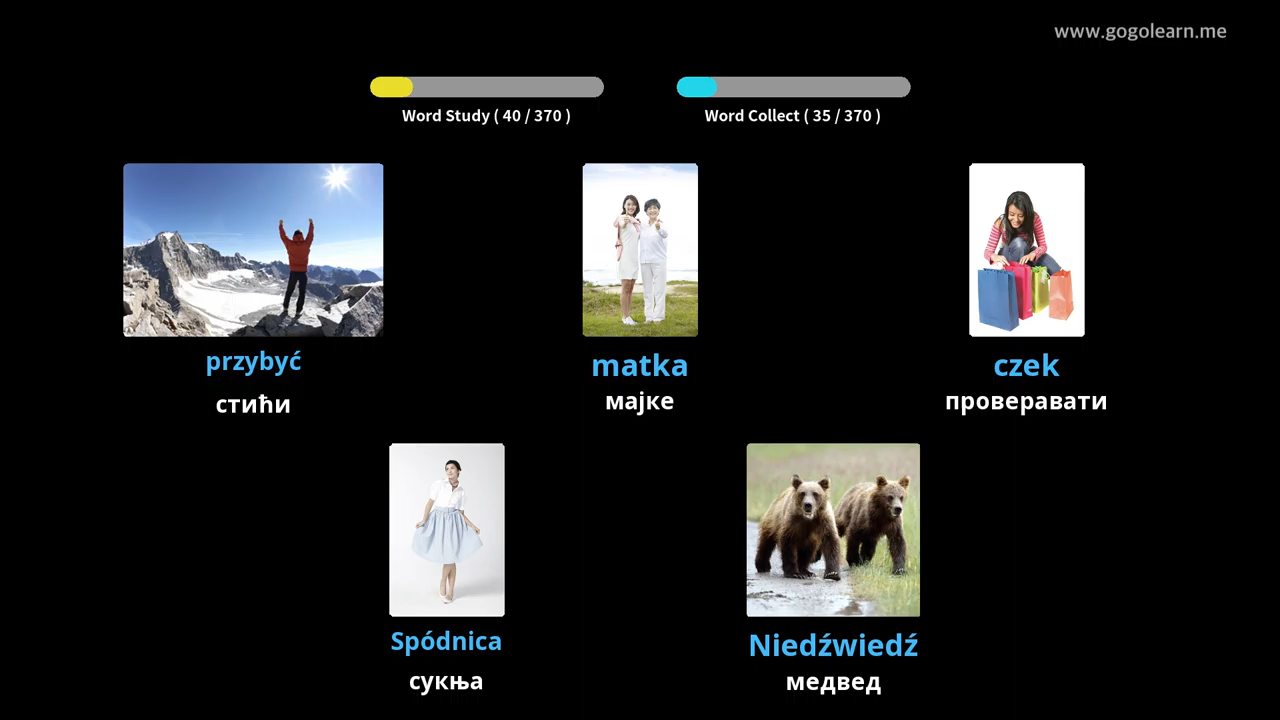 www.gogolearn.me
Word Study ( 40 / 370 )
Word Collect ( 35 / 370 )
przybyć
стићи
matka
мајке
czek
проверавати
Spódnica
сукња
Niedźwiedź
медвед